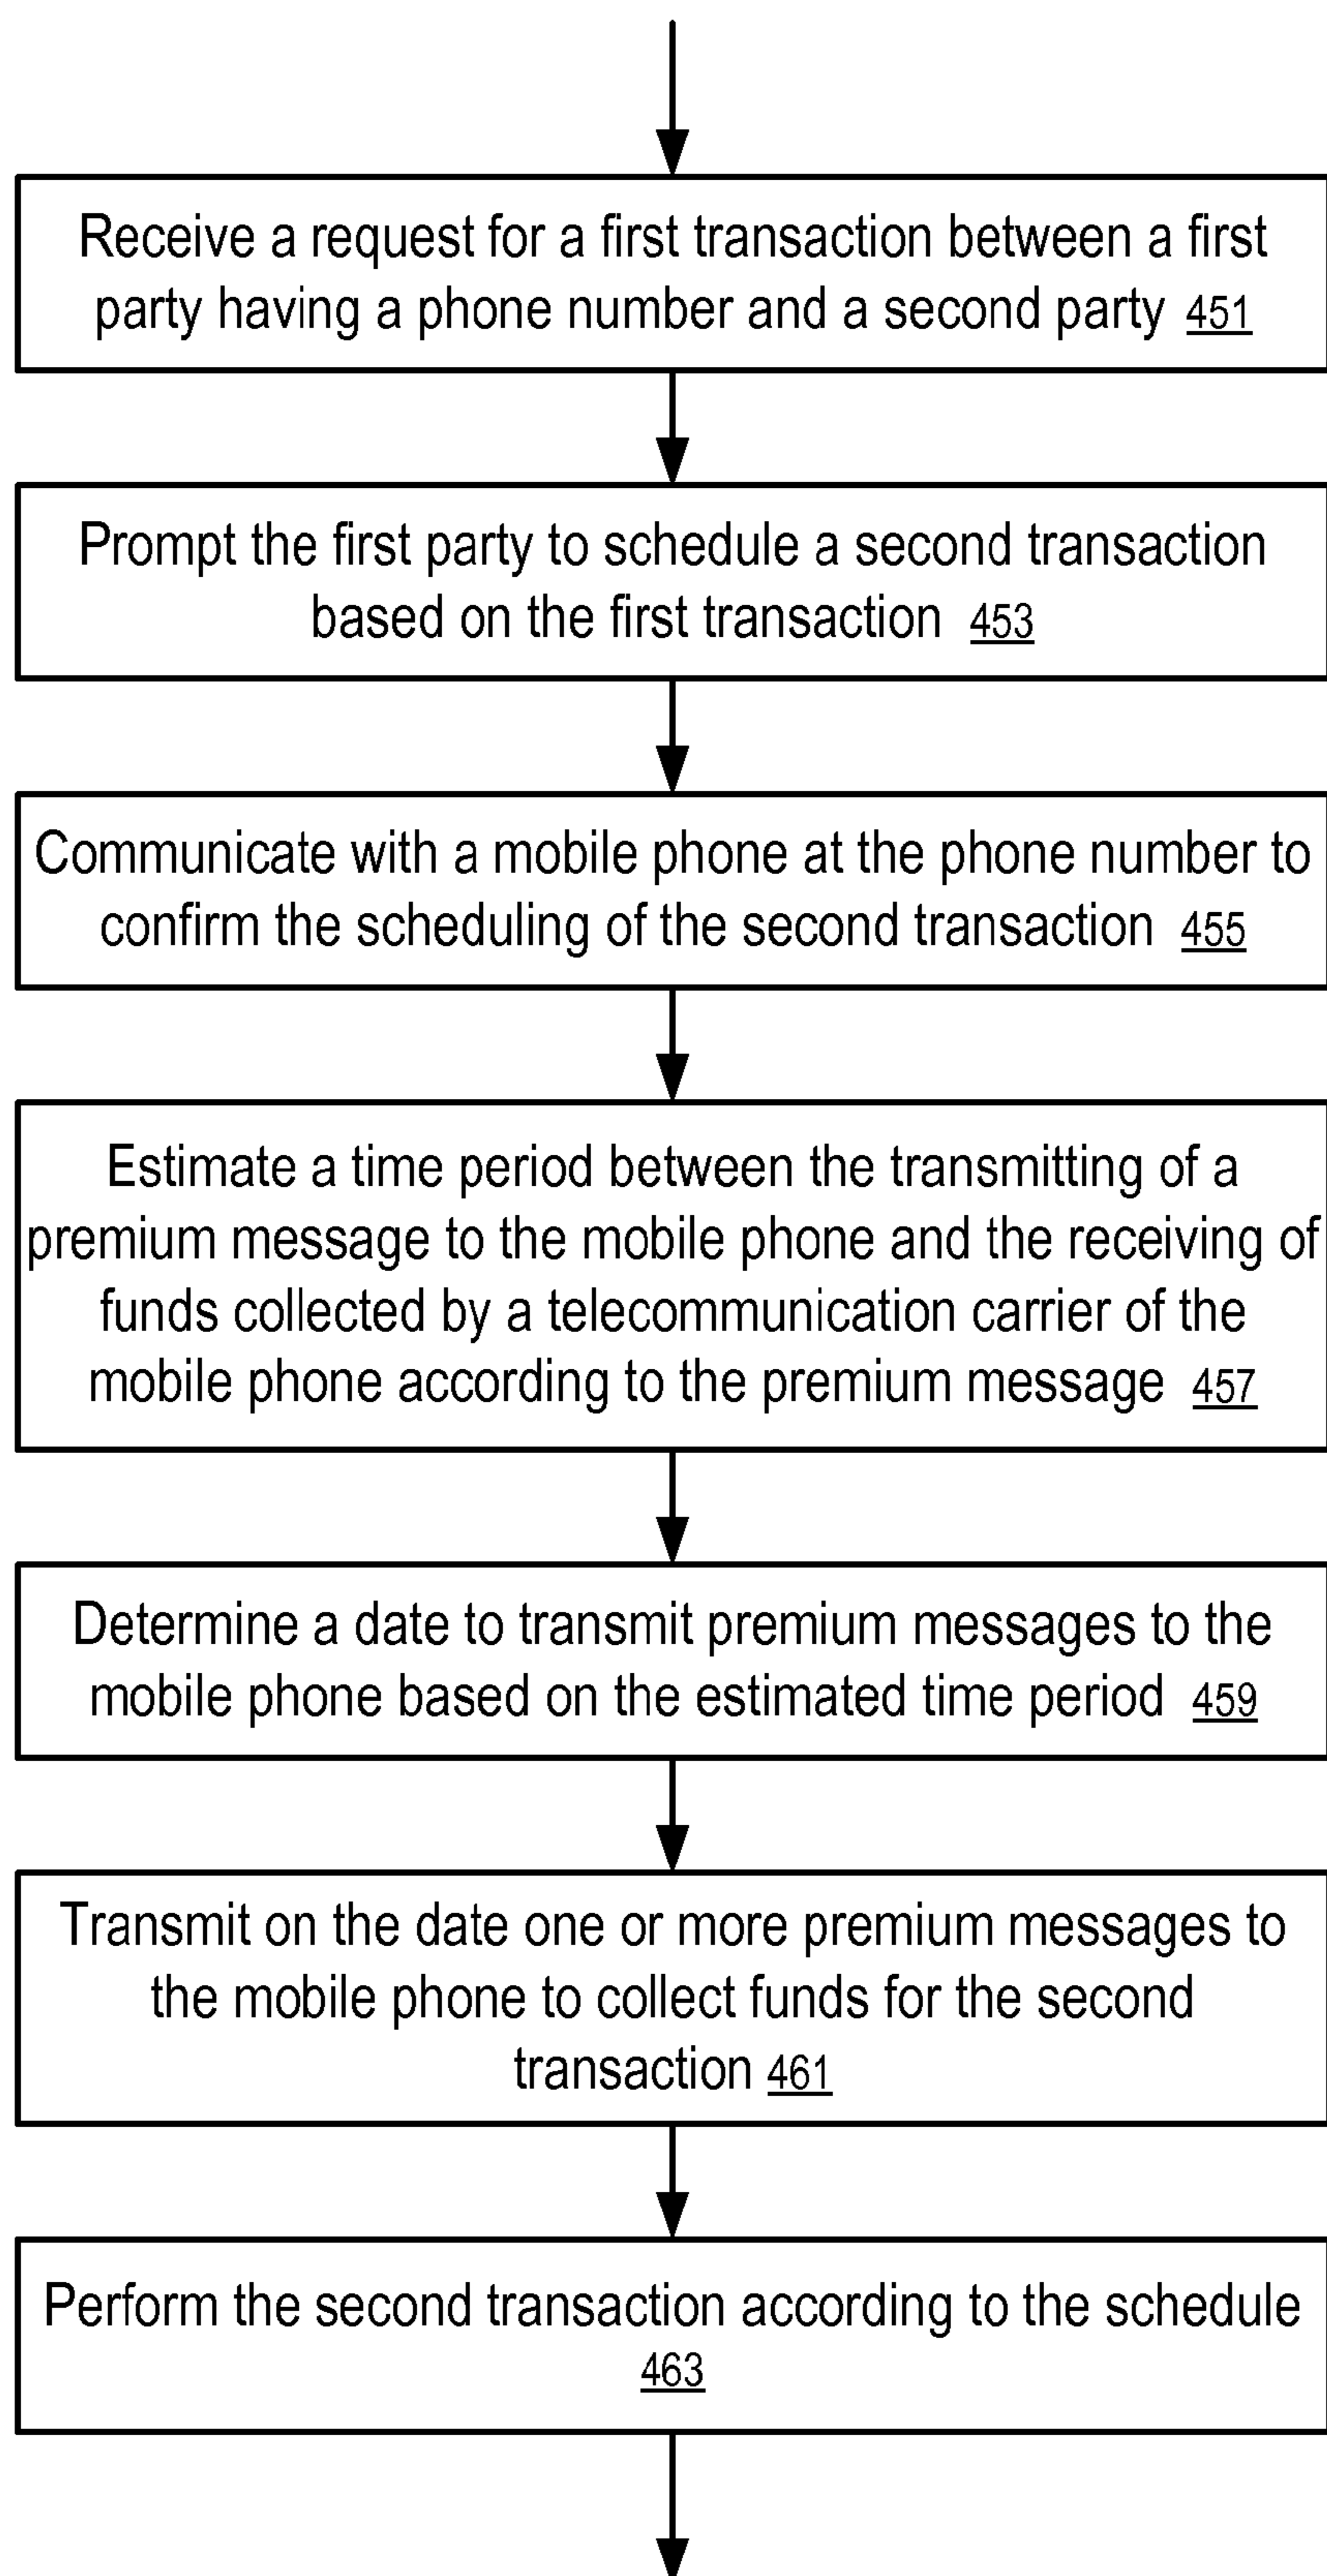 Receive a request for a first transaction between a first
party having a phone number and a second party 451
Prompt the first party to schedule a second transaction
based on the first transaction 453
Communicate with a mobile phone at the phone number to
confirm the scheduling of the second transaction 455
Estimate a time period between the transmitting of a
premium message to the mobile phone and the receiving of
funds collected by a telecommunication carrier of the
mobile phone according to the premium message 457
Determine a date to transmit premium messages to the
mobile phone based on the estimated time period 459
Transmit on the date one or more premium messages to
the mobile phone to collect funds for the second
transaction 461
Perform the second transaction according to the schedule
463